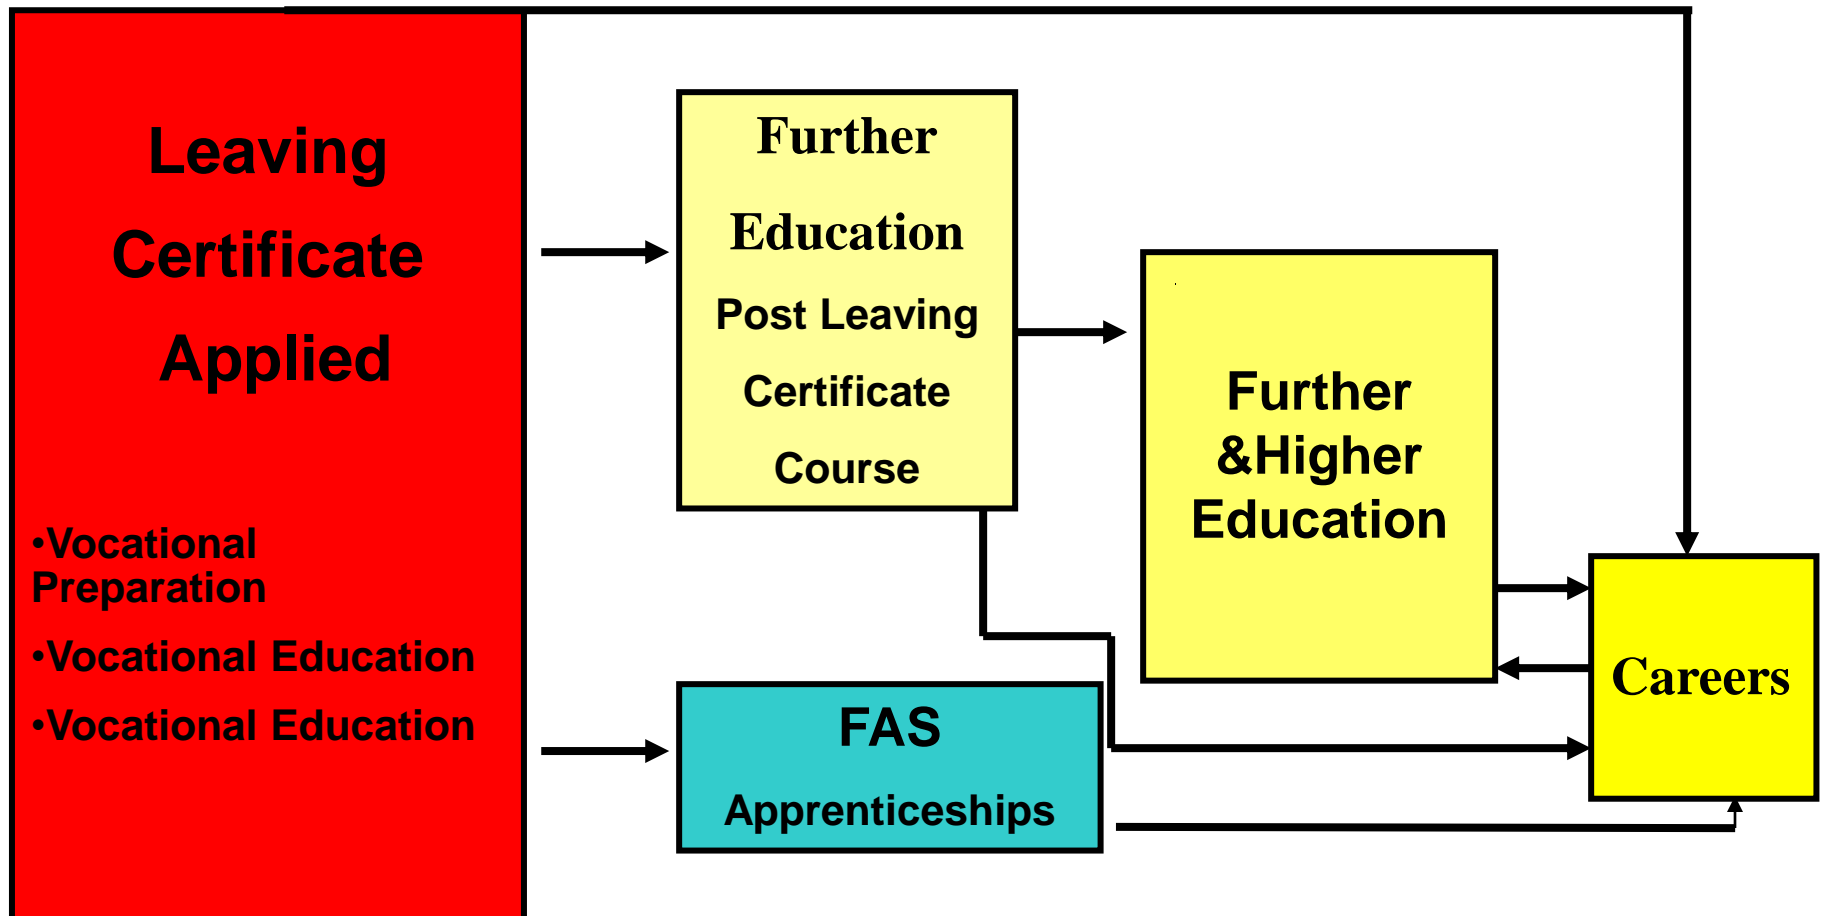 Leaving
Certificate
Applied
•Vocational
Preparation
•Vocational Education
•Vocational Education
Further
Education
Post Leaving
Certificate
Course
FAS
Apprenticeships
Further
&Higher
Education
Careers